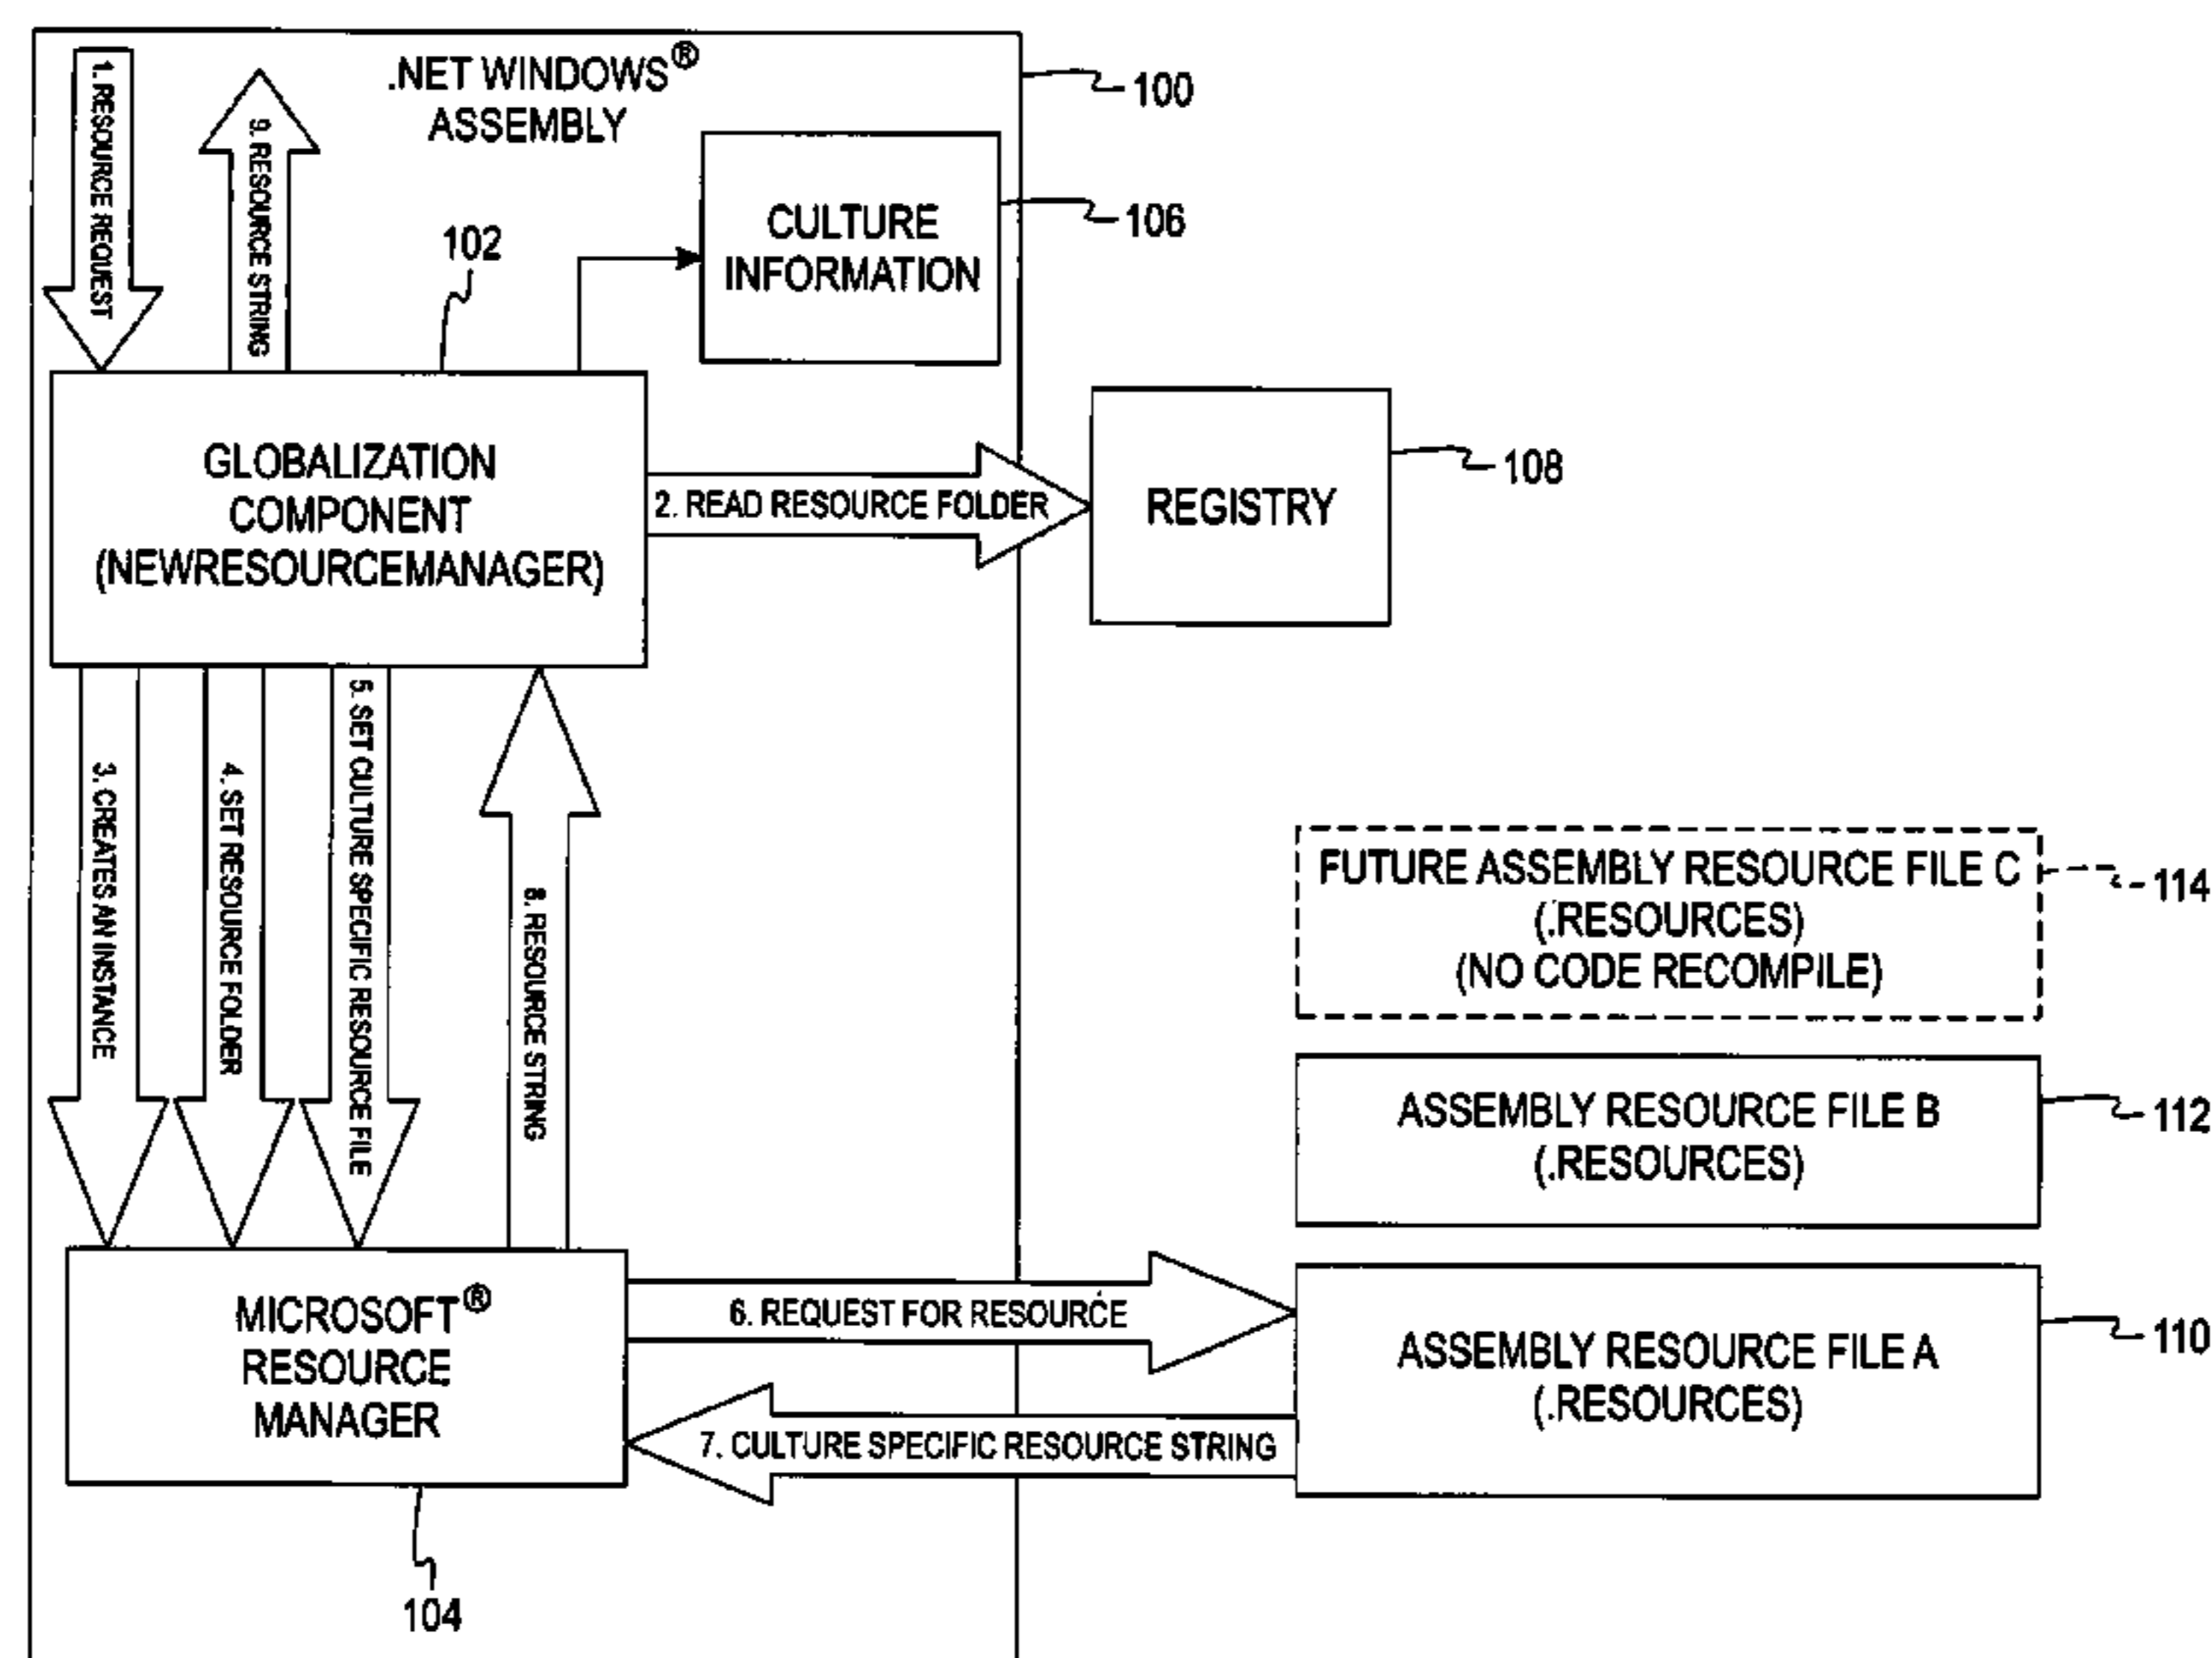 .NET WINDOWS®
ASSEMBLY
100
1. RESOURCE REQUEST
9. RESOURCE STRING
CULTURE
INFORMATION
106
102
GLOBALIZATION
COMPONENT
(NEWRESOURCEMANAGER)
2. READ RESOURCE FOLDER
REGISTRY
108
3. CREATES AN INSTANCE
4. SET RESOURCE FOLDER
5. SET CULTURE SPECIFIC RESOURCE FILE
8. RESOURCE STRING
FUTURE ASSEMBLY RESOURCE FILE C
(.RESOURCES)
(NO CODE RECOMPILE)
114
ASSEMBLY RESOURCE FILE B
(.RESOURCES)
112
MICROSOFT®
RESOURCE
MANAGER
6. REQUEST FOR RESOURCE
7. CULTURE SPECIFIC RESOURCE STRING
ASSEMBLY RESOURCE FILE A
(.RESOURCES)
110
104